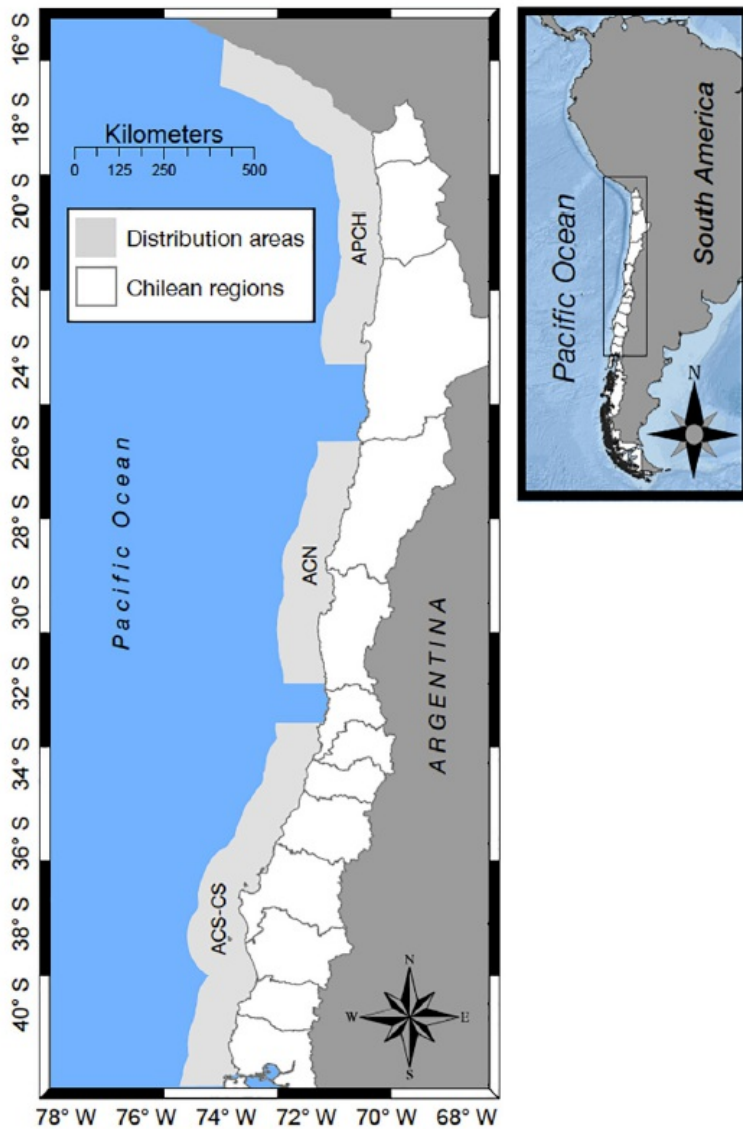 16° S
18° S
20° S
22° S
24° S
26° S
28° S
30° S
32° S
34° S
36° S
38° S
40° S
Kilometers
0 125 250 500
Distribution areas
Chilean regions
APCH
ACN
ACS-CS
Pacific Ocean
ARGENTINA
N
W E
S
78° W 76° W 74° W 72° W 70° W 68° W
Pacific Ocean
South America
N